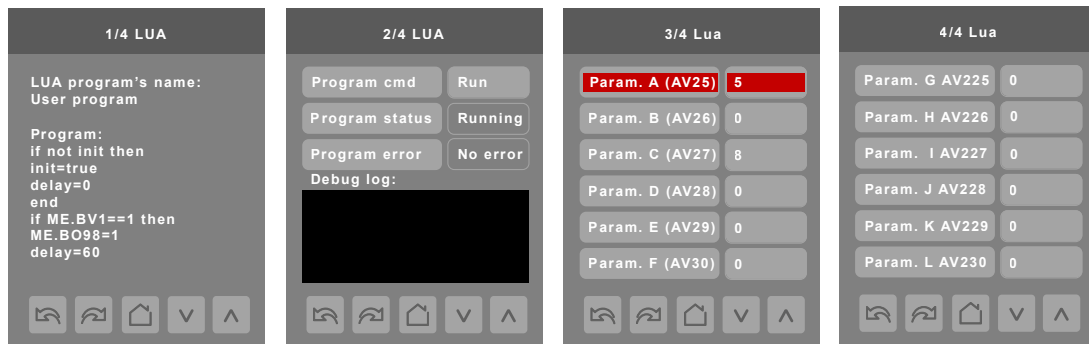 1/4 LUA
LUA program's name:
User program
Program:
if not init then
init=true
delay=0
end
if ME.BV1==1 then
ME.BO98=1
delay=60
2/4 LUA
Program cmd Run
Program status Running
Program error No error
Debug log:
3/4 Lua
Param. A (AV25) 5
Param. B (AV26) 0
Param. C (AV27) 8
Param. D (AV28) 0
Param. E (AV29) 0
Param. F (AV30) 0
4/4 Lua
Param. G AV225 0
Param. H AV226 0
Param. I AV227 0
Param. J AV228 0
Param. K AV229 0
Param. L AV230 0